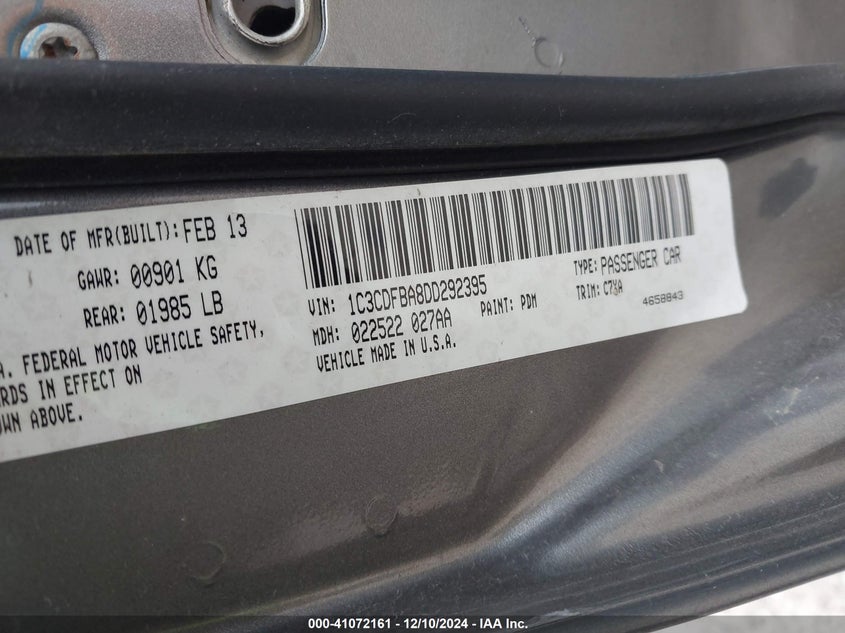 DATE OF MFR(BUILT): FEB 13
GAWR: 00901 KG
REAR: 01985 LB
A. FEDERAL MOTOR VEHICLE SAFETY,
RDS IN EFFECT ON
WN ABOVE.
VIN: 1C3CDFBA8DD292395
TYPE: PASSENGER CAR
MDH: 022522 027AA
PAINT: PDM
TRIM:
VEHICLE MADE IN U.S.A.
4658843
000-41072161 - 12/10/2024 - IAA Inc.